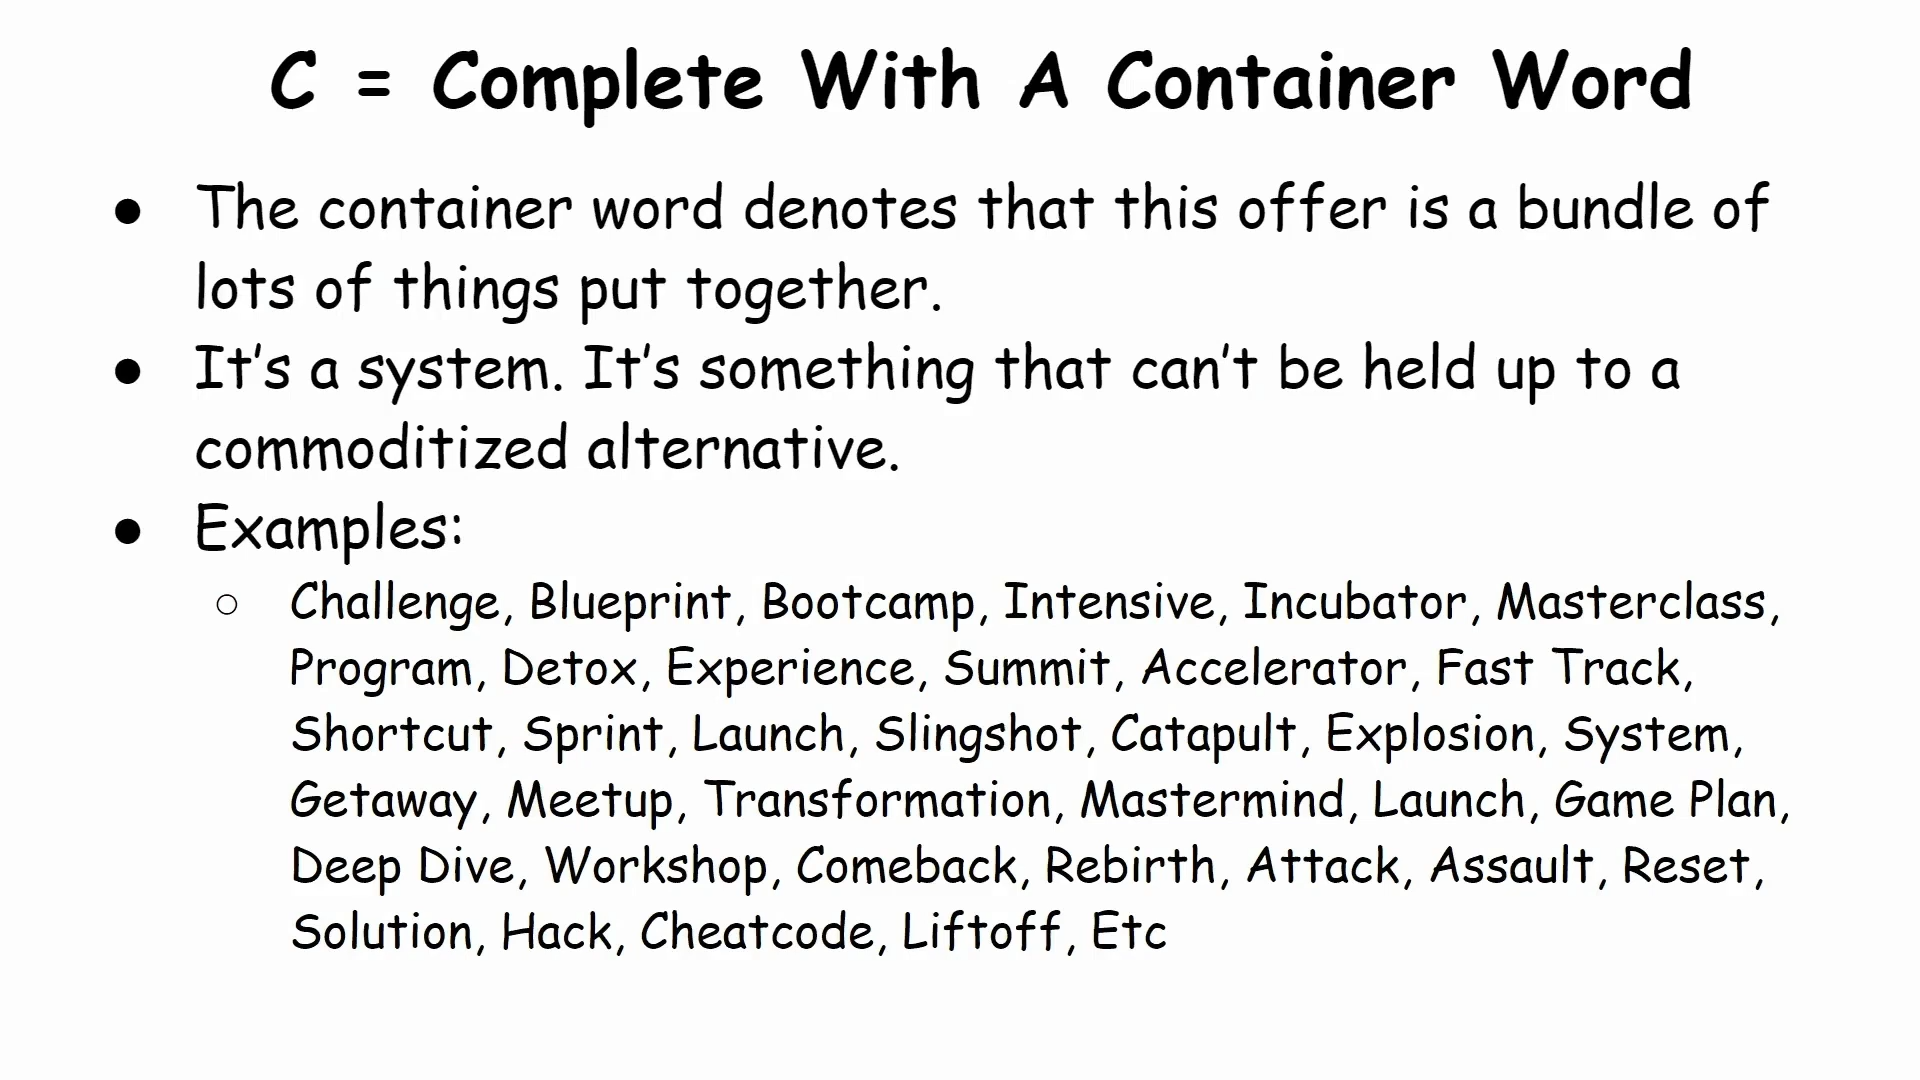 C = Complete With A Container Word
● The container word denotes that this offer is a bundle of
lots of things put together.
● It’s a system. It’s something that can’t be held up to a
commoditized alternative.
● Examples:
○ Challenge, Blueprint, Bootcamp, Intensive, Incubator, Masterclass,
Program, Detox, Experience, Summit, Accelerator, Fast Track,
Shortcut, Sprint, Launch, Slingshot, Catapult, Explosion, System,
Getaway, Meetup, Transformation, Mastermind, Launch, Game Plan,
Deep Dive, Workshop, Comeback, Rebirth, Attack, Assault, Reset,
Solution, Hack, Cheatcode, Liftoff, Etc